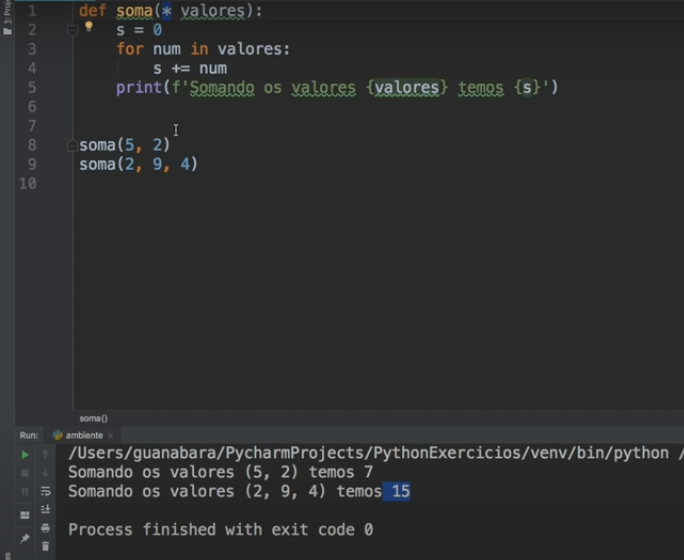 1 def soma(* valores):
2     s = 0
3     for num in valores:
4         s += num
5     print(f'Somando os valores {valores} temos {s}')
6
7
8 soma(5, 2)
9 soma(2, 9, 4)
10
soma()
Run: ambiente ×
/Users/guanabara/PycharmProjects/PythonExercicios/venv/bin/python /
Somando os valores (5, 2) temos 7
Somando os valores (2, 9, 4) temos 15
Process finished with exit code 0